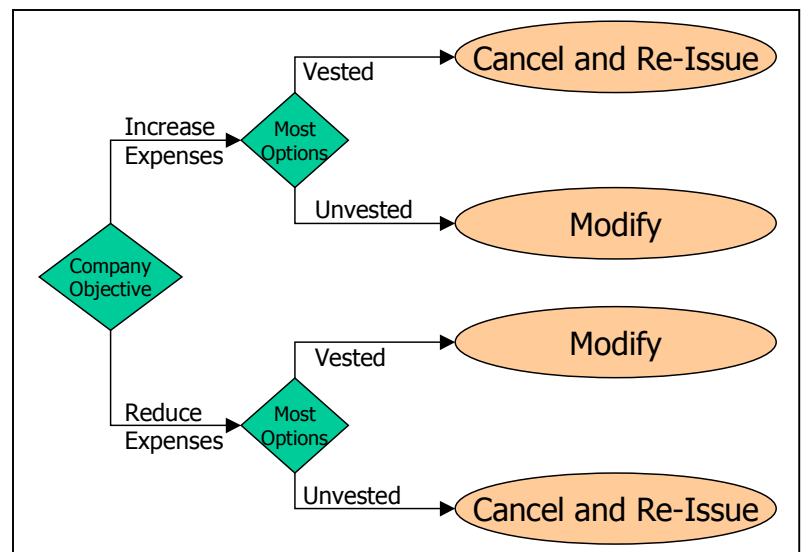 Cancel and Re-Issue
Vested
Increase
Expenses
Most
Options
Unvested
Modify
Company
Objective
Modify
Vested
Reduce
Expenses
Most
Options
Unvested
Cancel and Re-Issue